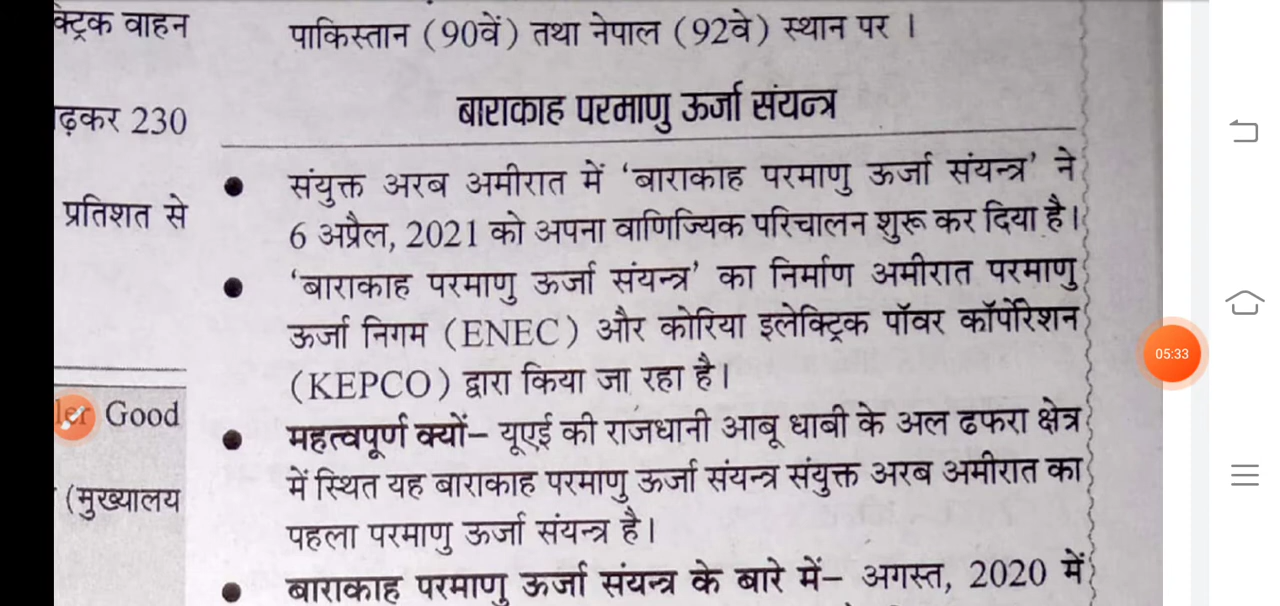 क्ट्रिक वाहन
ढ़कर 230
प्रतिशत से
Good
(मुख्यालय
पाकिस्तान (90वें) तथा नेपाल (92वे) स्थान पर ।
बाराकाह परमाणु ऊर्जा संयन्त्र
● संयुक्त अरब अमीरात में ‘बाराकाह परमाणु ऊर्जा संयन्त्र’ ने
6 अप्रैल, 2021 को अपना वाणिज्यिक परिचालन शुरू कर दिया है।
● ‘बाराकाह परमाणु ऊर्जा संयन्त्र’ का निर्माण अमीरात परमाणु
ऊर्जा निगम (ENEC) और कोरिया इलेक्ट्रिक पॉवर कॉर्पोरेशन
(KEPCO) द्वारा किया जा रहा है।
● महत्वपूर्ण क्यों– यूएई की राजधानी आबू धाबी के अल ढफरा क्षेत्र
में स्थित यह बाराकाह परमाणु ऊर्जा संयन्त्र संयुक्त अरब अमीरात का
पहला परमाणु ऊर्जा संयन्त्र है।
● बाराकाह परमाणु ऊर्जा संयन्त्र के बारे में– अगस्त, 2020 में
05:33